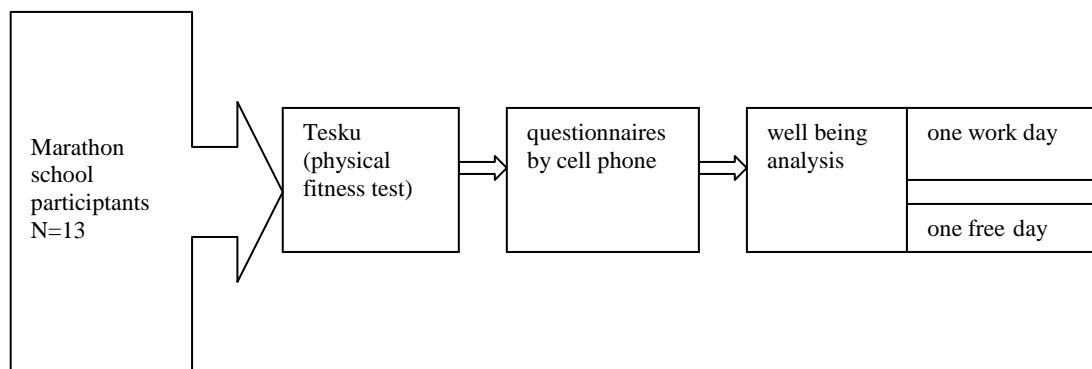 Marathon
school
participtants
N=13
Tesku
(physical
fitness test)
questionnaires
by cell phone
well being
analysis
one work day
one free day